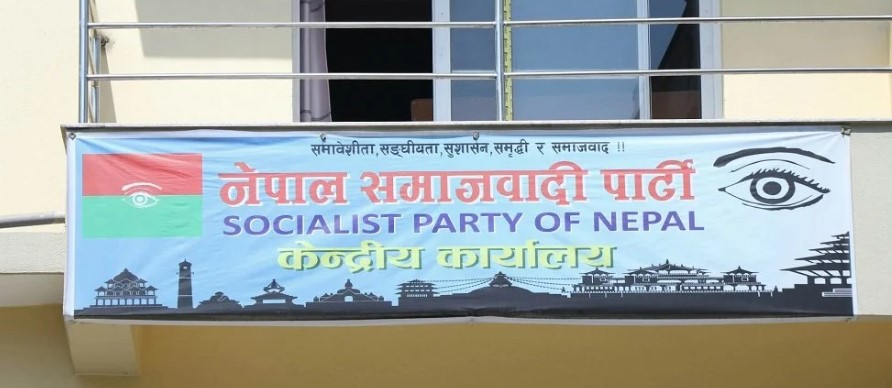 समावेशीता,सङ्घीयता,सुशासन,समृद्धी र समाजवाद !!
नेपाल समाजवादी पार्टी
SOCIALIST PARTY OF NEPAL
केन्द्रीय कार्यालय